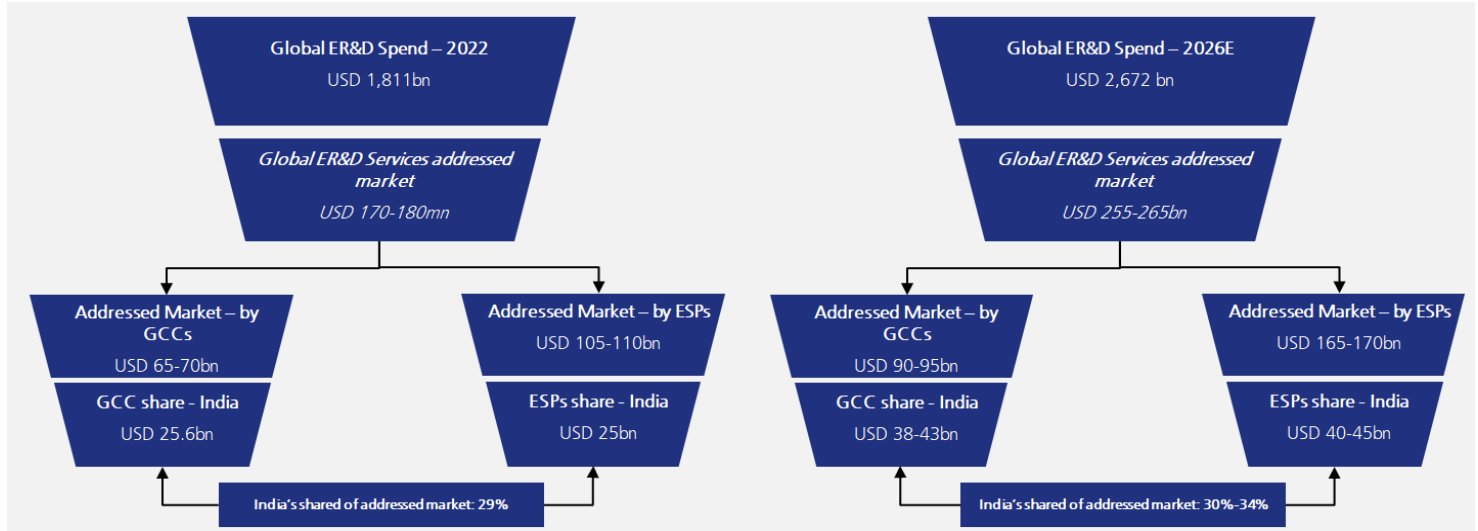 Global ER&D Spend – 2022
USD 1,811bn
Global ER&D Services addressed
market
USD 170-180mn
Addressed Market – by
GCCs
USD 65-70bn
GCC share - India
USD 25.6bn
Addressed Market – by ESPs
USD 105-110bn
ESPs share - India
USD 25bn
India's shared of addressed market: 29%
Global ER&D Spend – 2026E
USD 2,672 bn
Global ER&D Services addressed
market
USD 255-265bn
Addressed Market – by
GCCs
USD 90-95bn
GCC share - India
USD 38-43bn
Addressed Market – by ESPs
USD 165-170bn
ESPs share - India
USD 40-45bn
India's shared of addressed market: 30%-34%